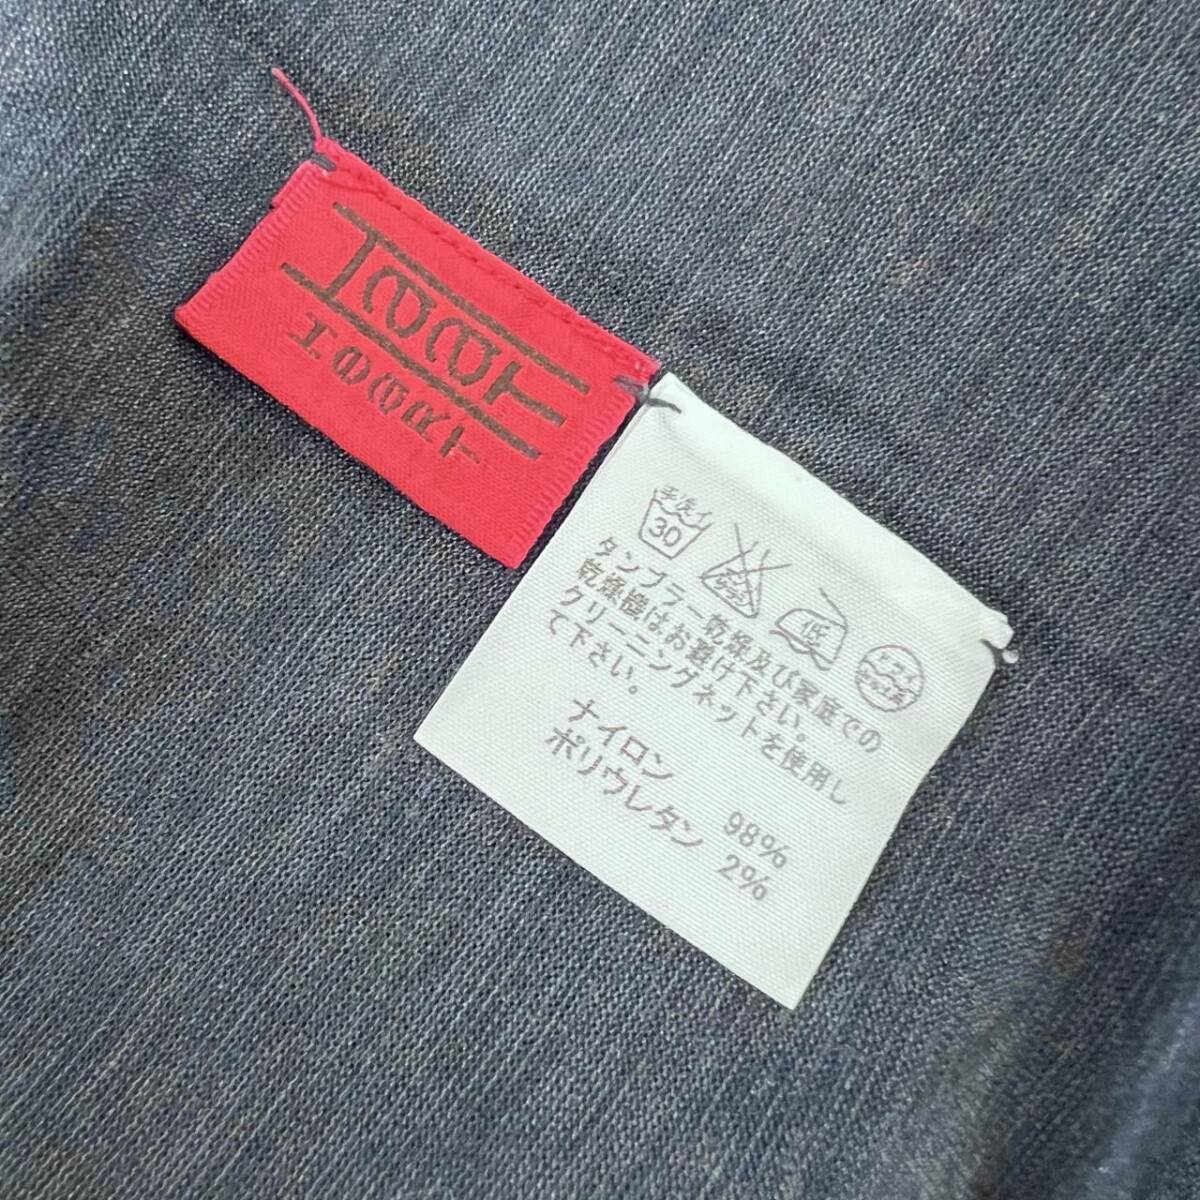 手洗イ
30
低
タンブラー乾燥及び家庭での
乾燥機はお避け下さい。
クリーニングネットを使用し
て下さい。
ナイロン 98%
ポリウレタン 2%